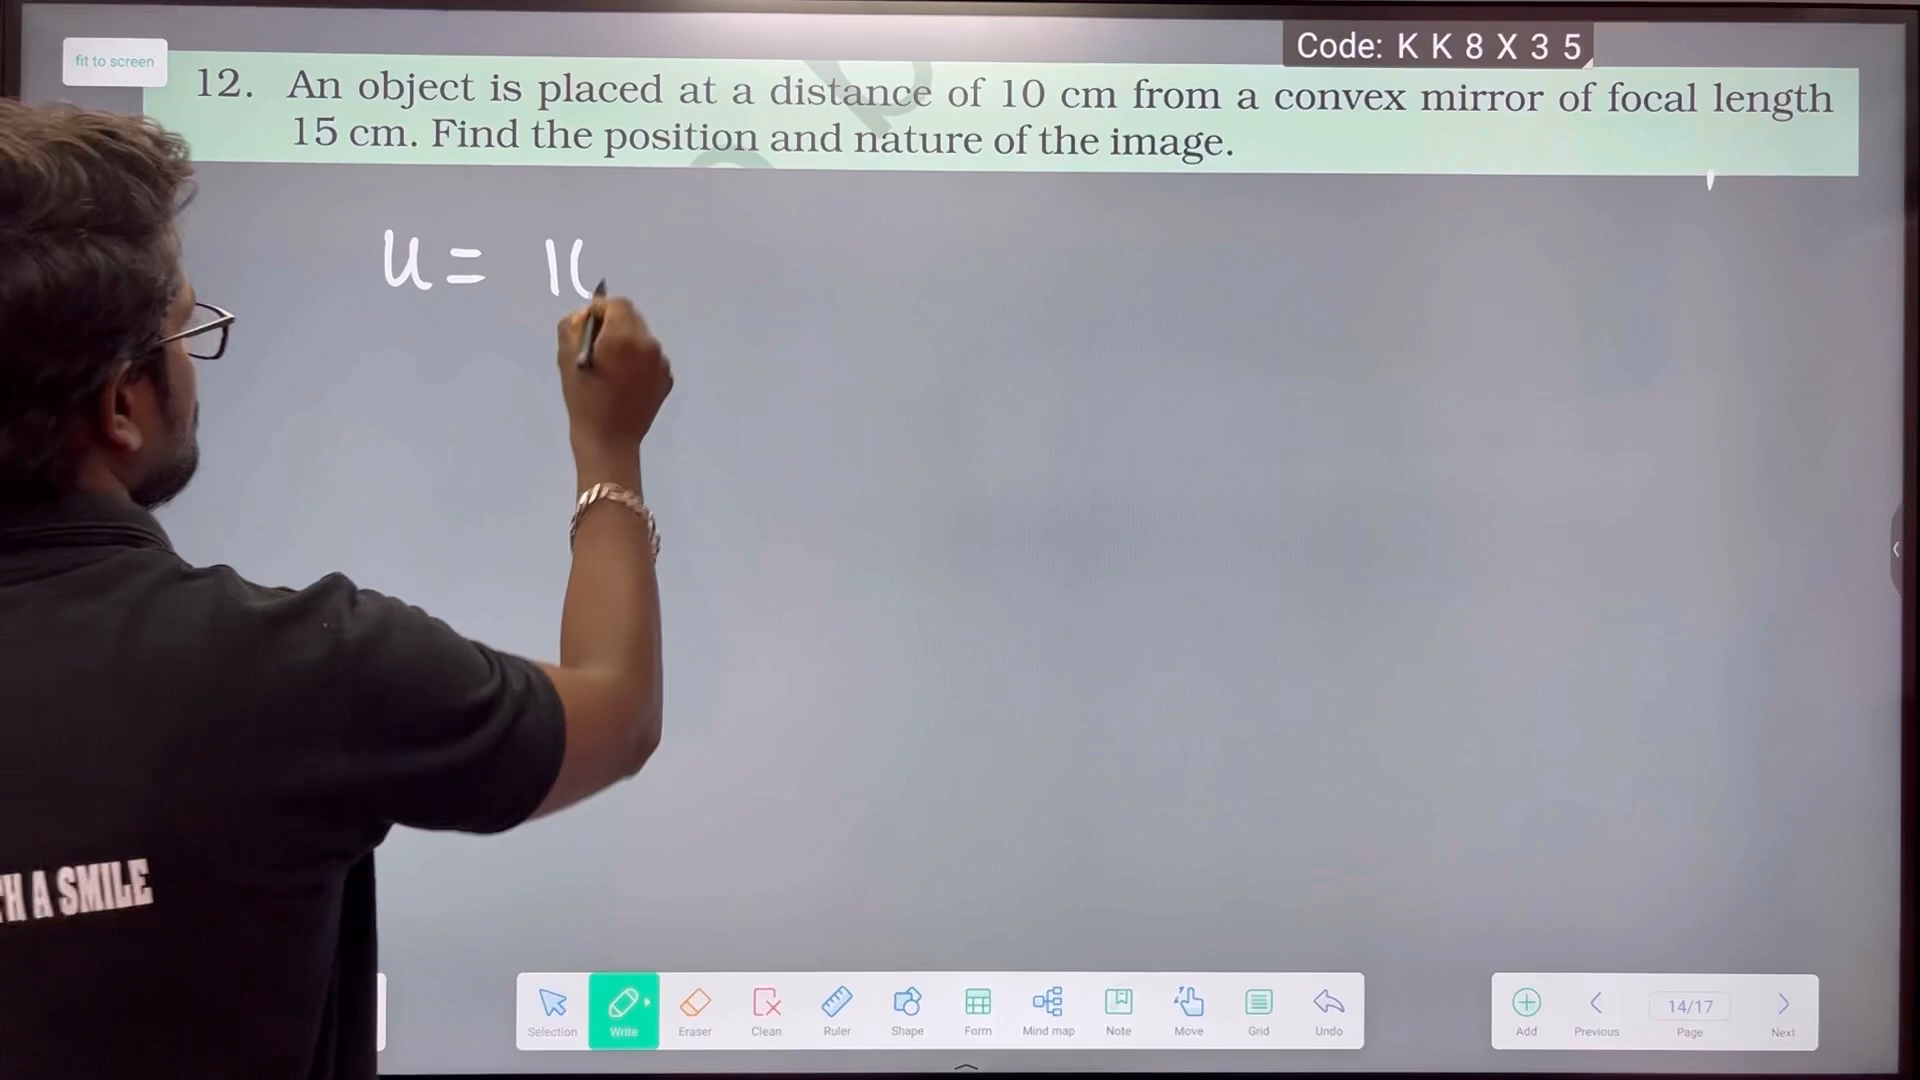 Code: K K 8 X 3 5
fit to screen
12. An object is placed at a distance of 10 cm from a convex mirror of focal length
15 cm. Find the position and nature of the image.
u = 10
H A SMILE
Selection Write Eraser Clean Ruler Shape Form Mind map Note Move Grid Undo
Add Previous 14/17 Page Next